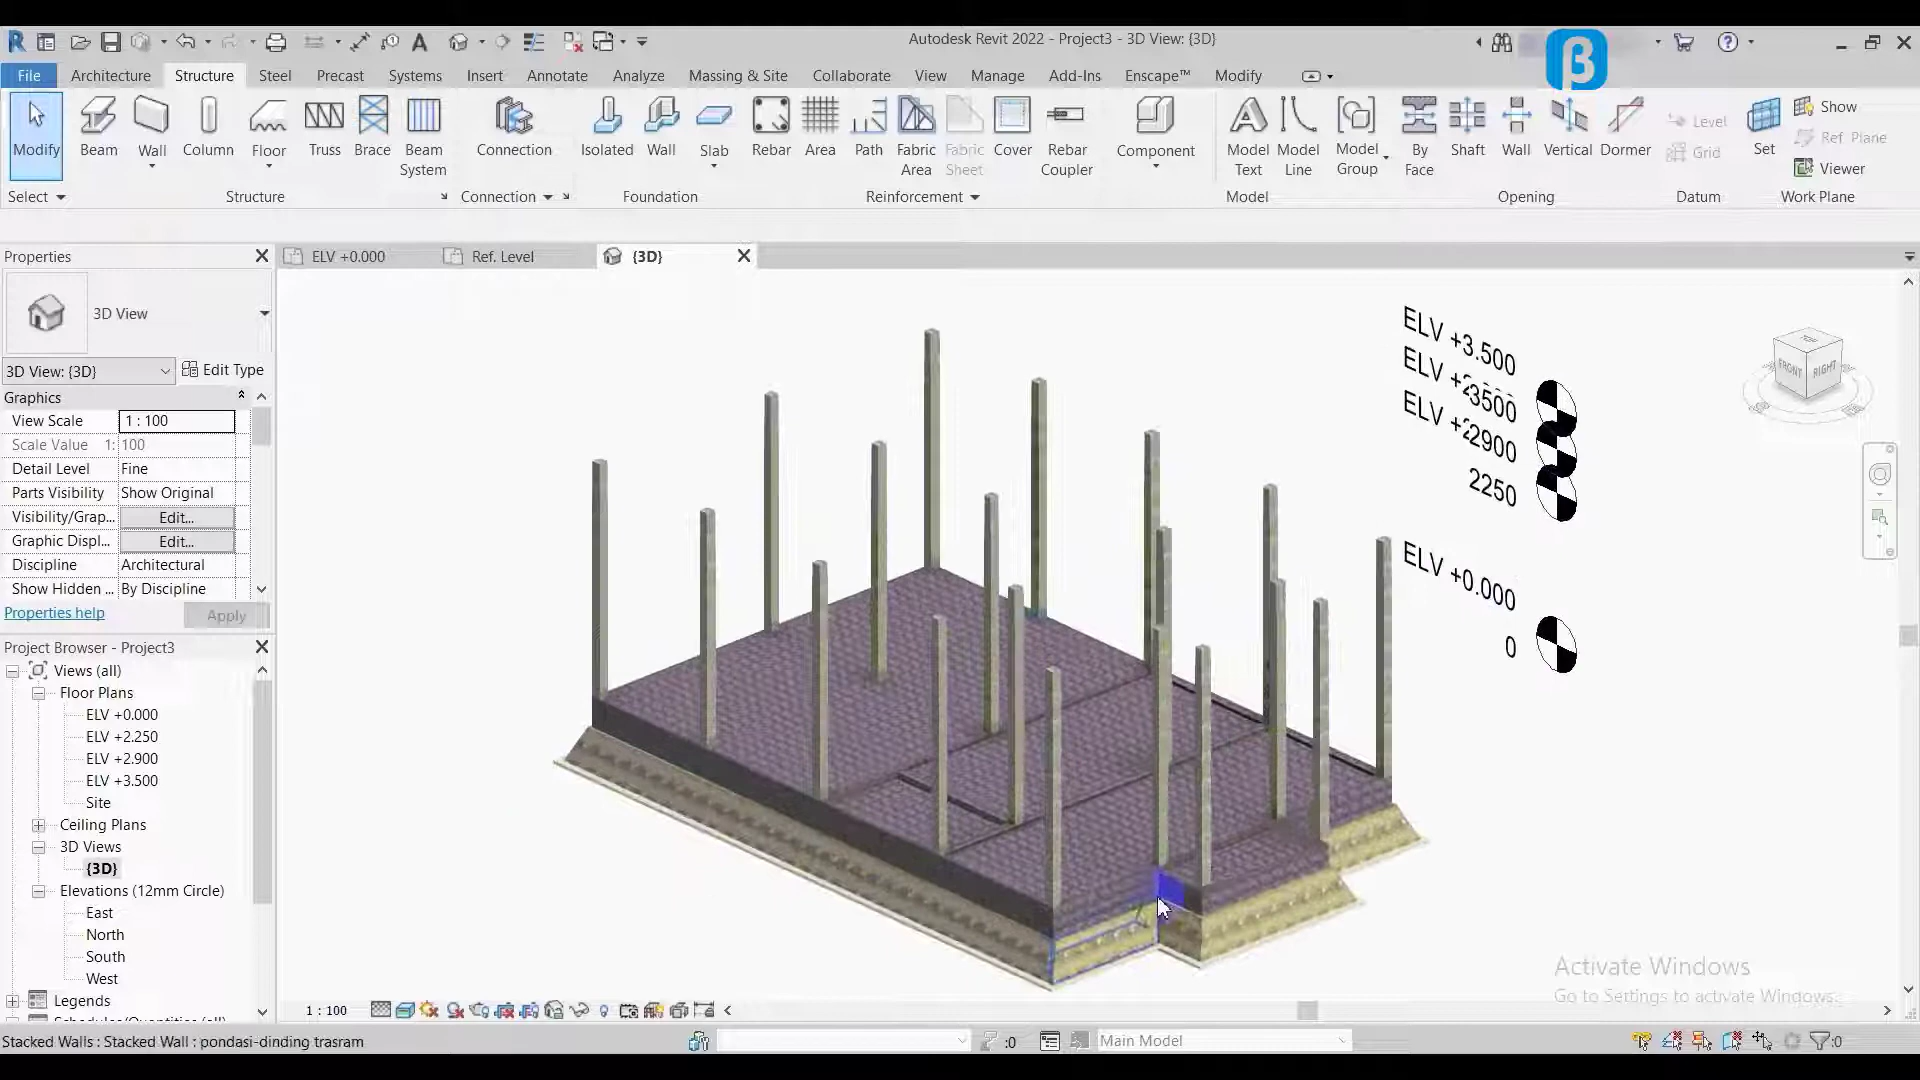 Autodesk Revit 2022 - Project3 - 3D View: {3D}
β
File Architecture Structure Steel Precast Systems Insert Annotate Analyze Massing & Site Collaborate View Manage Add-Ins Enscape™ Modify
Modify Beam Wall Column Floor Truss Brace Beam System Connection Isolated Wall Slab Rebar Area Path Fabric Area Fabric Sheet Cover Rebar Coupler Component Model Text Model Line Model Group By Face Shaft Wall Vertical Dormer Level Grid Set Show Ref Plane Viewer
Select Structure Connection Foundation Reinforcement Model Opening Datum Work Plane
Properties
ELV +0.000 Ref. Level {3D}
3D View
3D View: {3D} Edit Type
Graphics
View Scale 1 : 100
Scale Value 1: 100
Detail Level Fine
Parts Visibility Show Original
Visibility/Grap... Edit...
Graphic Displ... Edit...
Discipline Architectural
Show Hidden ... By Discipline
Properties help Apply
Project Browser - Project3
Views (all)
Floor Plans
ELV +0.000
ELV +2.250
ELV +2.900
ELV +3.500
Site
Ceiling Plans
3D Views
{3D}
Elevations (12mm Circle)
East
North
South
West
Legends
ELV +3.500
3500
2900
2250
ELV +0.000
0
FRONT RIGHT
Activate Windows
Go to Settings to activate Windows.
1 : 100
Stacked Walls : Stacked Wall : pondasi-dinding trasram
:0 Main Model :0